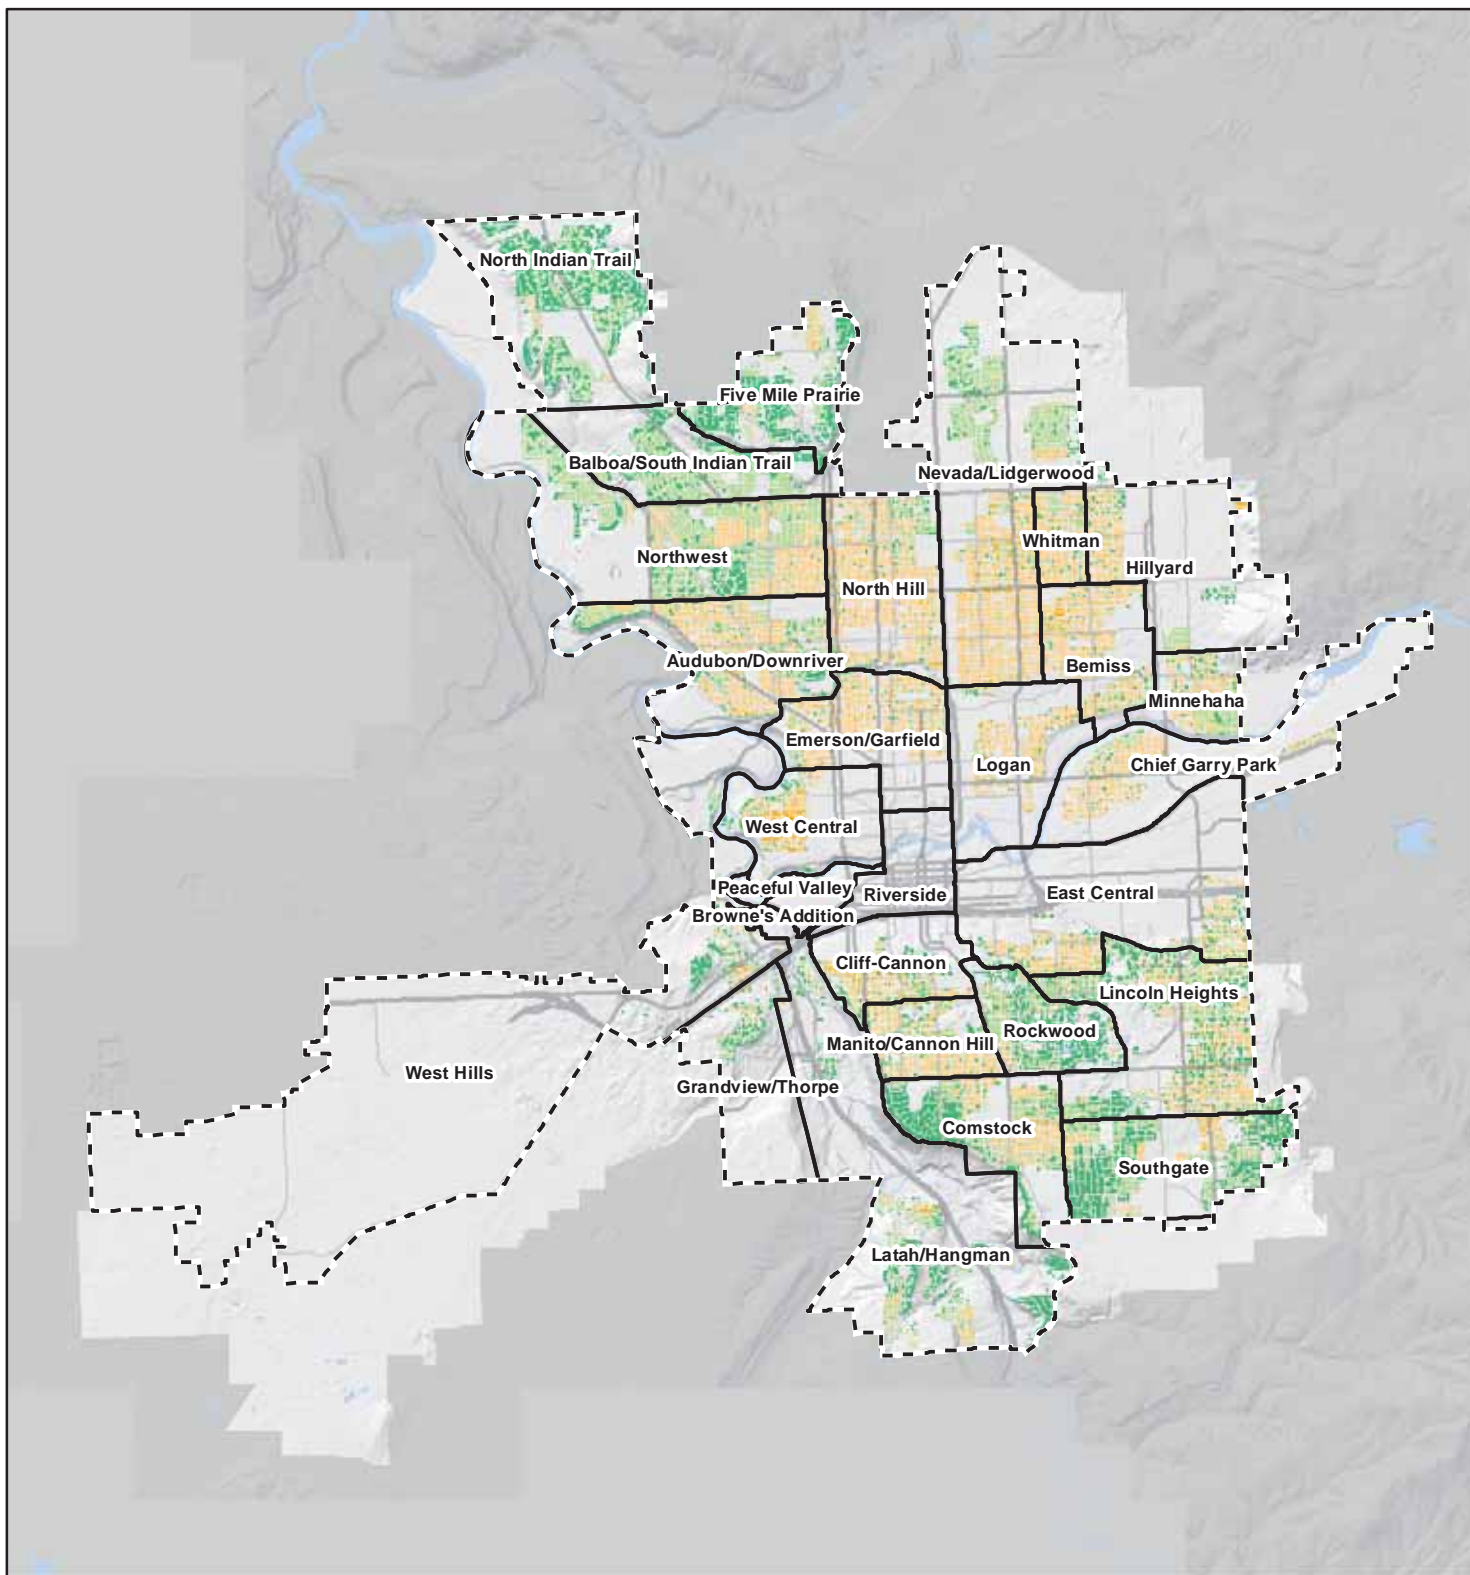 North Indian Trail
Five Mile Prairie
Balboa/South Indian Trail
Nevada/Lidgerwood
Whitman
Northwest
Hillyard
North Hill
Audubon/Downriver
Bemiss
Minnehaha
Emerson/Garfield
Logan
Chief Garry Park
West Central
Peaceful Valley
Riverside
East Central
Browne's Addition
Cliff-Cannon
Lincoln Heights
Rockwood
Manito/Cannon Hill
West Hills
Grandview/Thorpe
Comstock
Southgate
Latah/Hangman